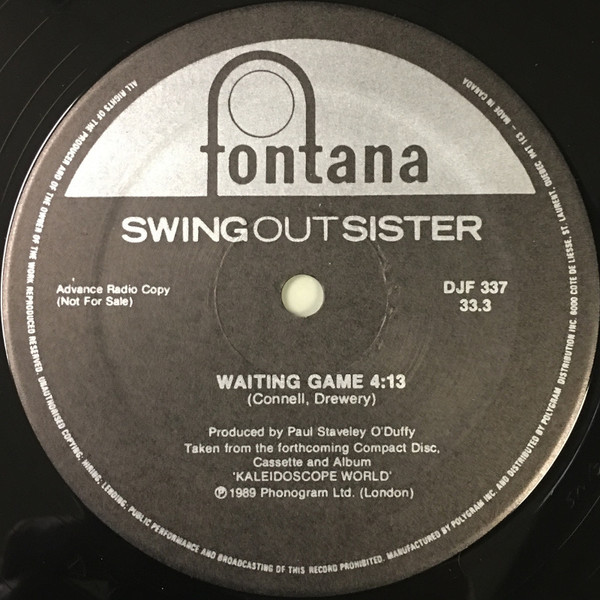 fontana
SWING OUT SISTER
Advance Radio Copy
(Not For Sale)
DJF 337
33.3
WAITING GAME 4:13
(Connell, Drewery)
Produced by Paul Staveley O'Duffy
Taken from the forthcoming Compact Disc,
Cassette and Album
'KALEIDOSCOPE WORLD'
℗ 1989 Phonogram Ltd. (London)
ALL RIGHTS OF THE PRODUCER AND OF THE OWNER OF THE WORK REPRODUCED RESERVED. UNAUTHORISED COPYING, HIRING, LENDING, PUBLIC PERFORMANCE AND BROADCASTING OF THIS RECORD PROHIBITED. MANUFACTURED BY POLYGRAM INC. AND DISTRIBUTED BY POLYGRAM DISTRIBUTION INC. 6000 COTE DE LIESSE, ST. LAURENT, QUEBEC H4T 1E3 – MADE IN CANADA